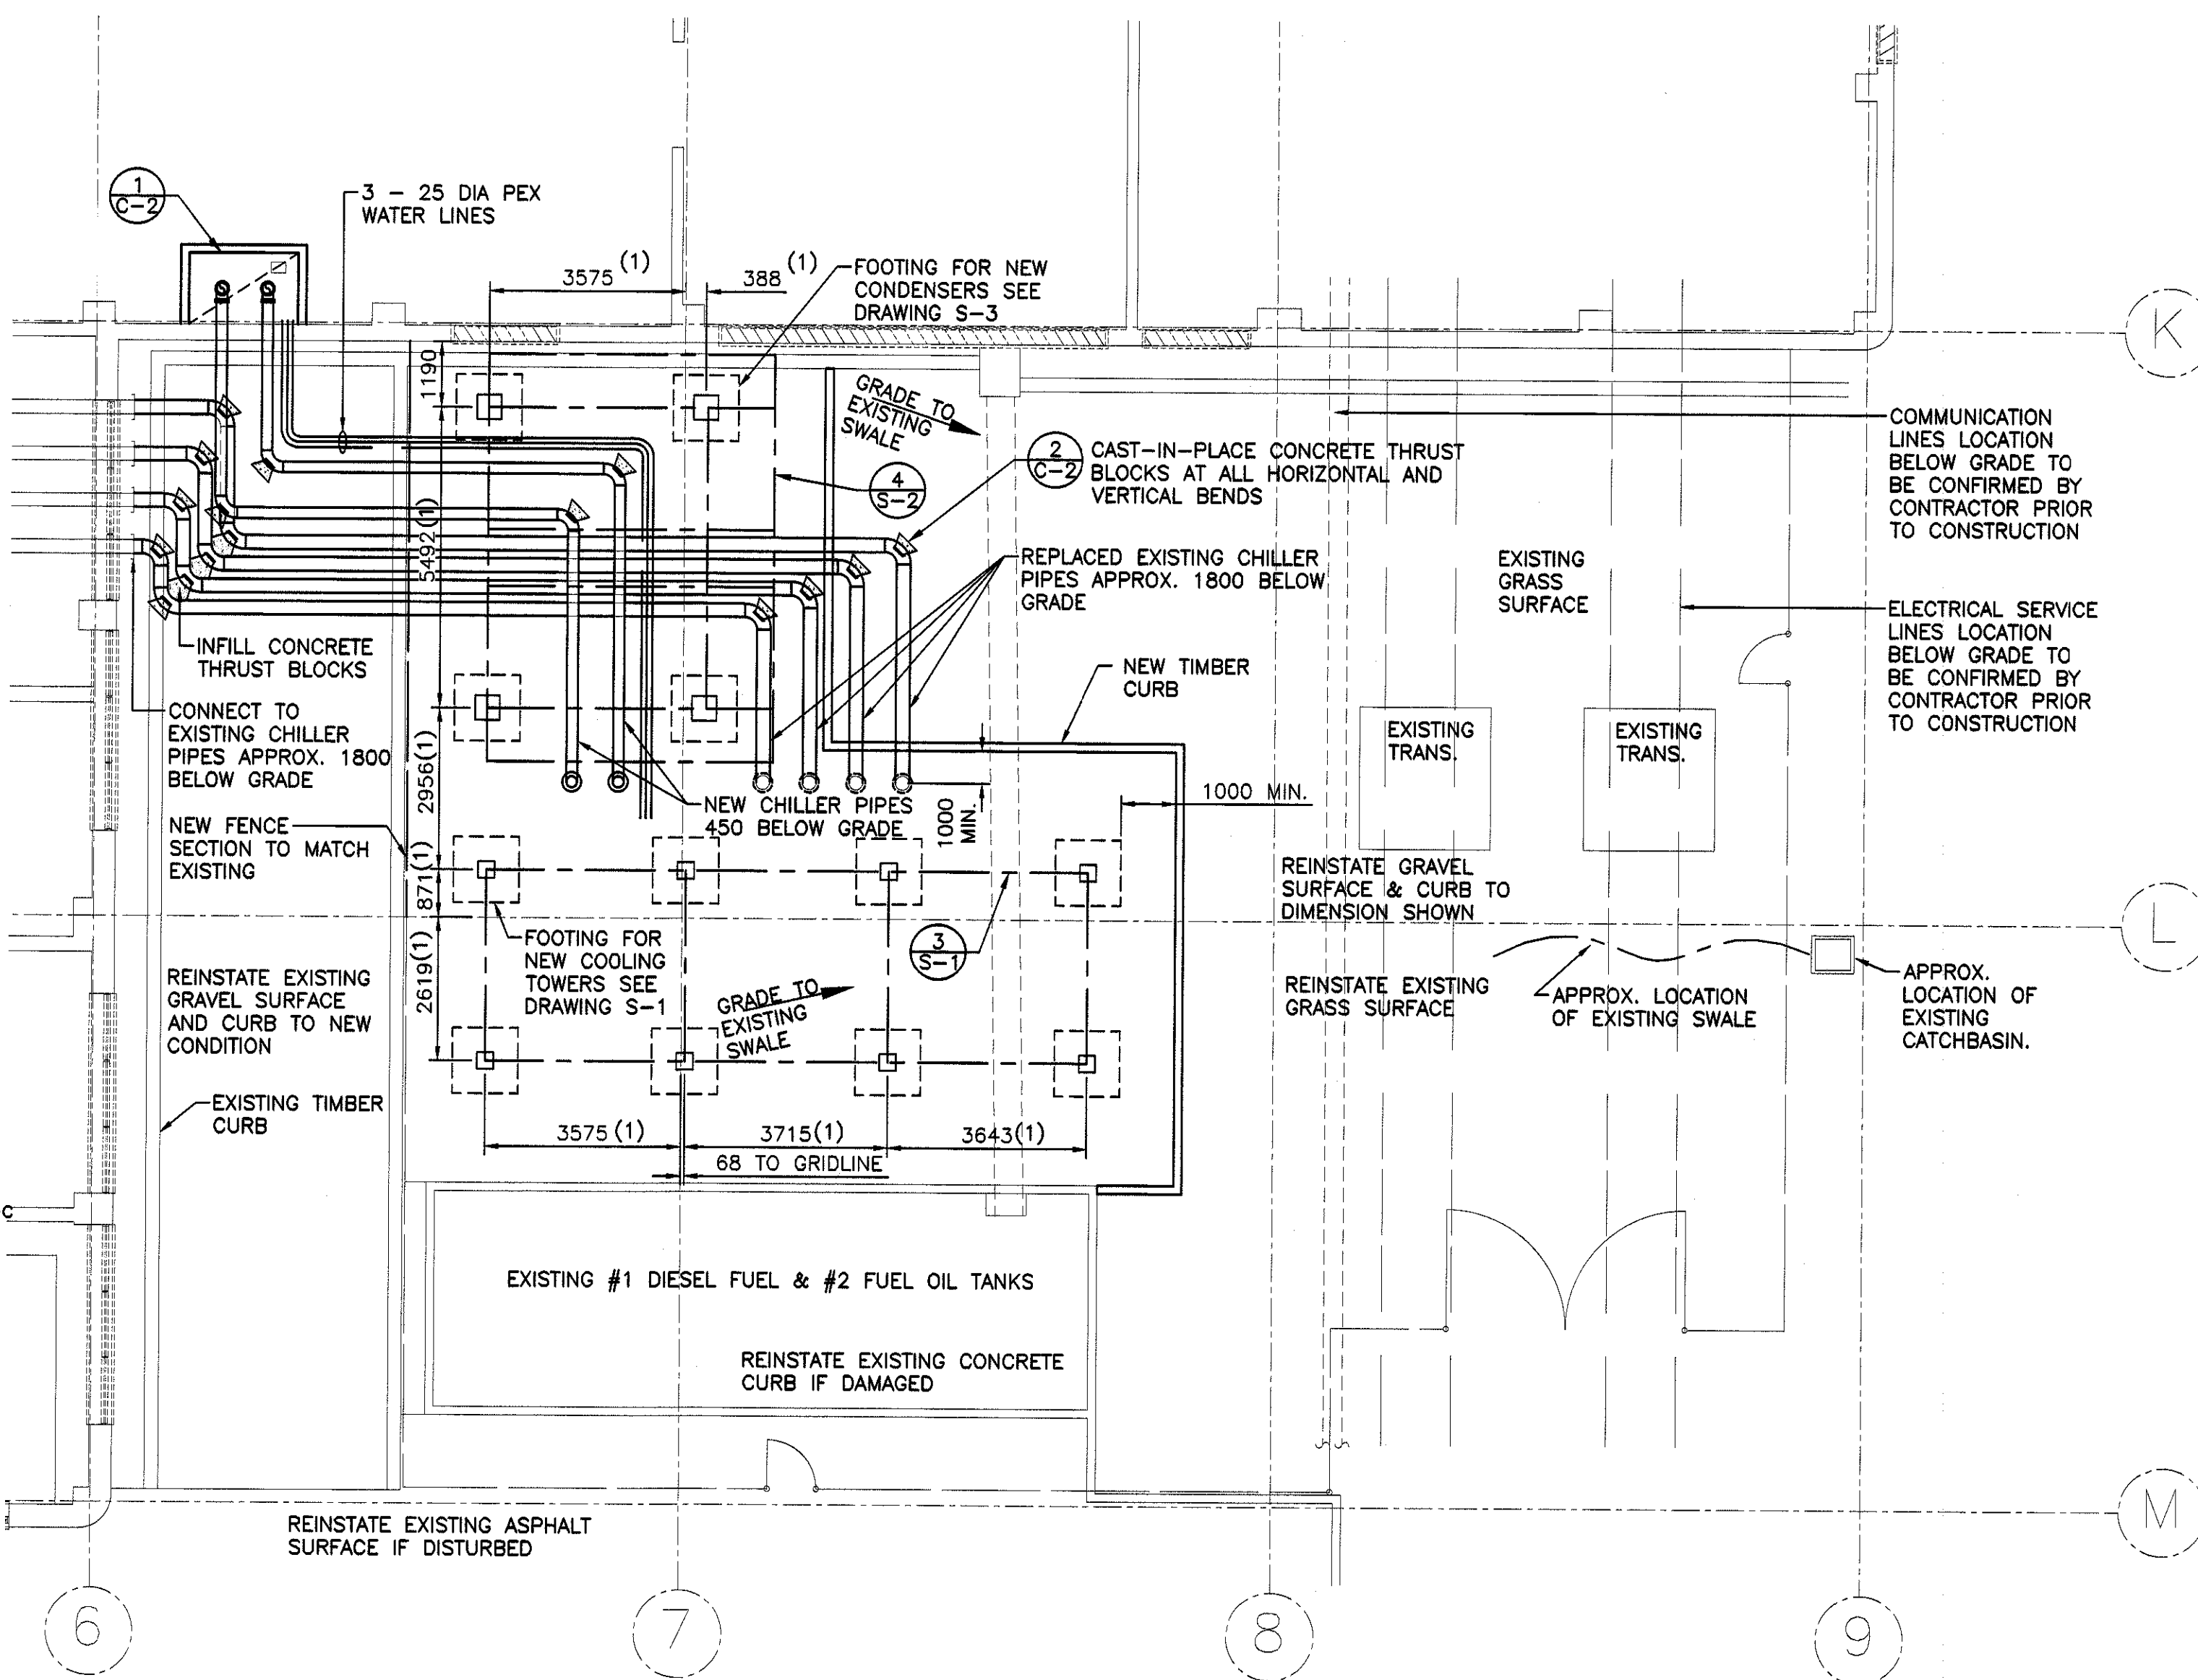 1
C-2
3 - 25 DIA PEX
WATER LINES
3575 (1)
388 (1)
FOOTING FOR NEW
CONDENSERS SEE
DRAWING S-3
K
1190
GRADE TO
EXISTING
SWALE
2
C-2
CAST-IN-PLACE CONCRETE THRUST
BLOCKS AT ALL HORIZONTAL AND
VERTICAL BENDS
4
S-2
COMMUNICATION
LINES LOCATION
BELOW GRADE TO
BE CONFIRMED BY
CONTRACTOR PRIOR
TO CONSTRUCTION
5492(1)
REPLACED EXISTING CHILLER
PIPES APPROX. 1800 BELOW
GRADE
EXISTING
GRASS
SURFACE
ELECTRICAL SERVICE
LINES LOCATION
BELOW GRADE TO
BE CONFIRMED BY
CONTRACTOR PRIOR
TO CONSTRUCTION
INFILL CONCRETE
THRUST BLOCKS
NEW TIMBER
CURB
CONNECT TO
EXISTING CHILLER
PIPES APPROX. 1800
BELOW GRADE
EXISTING
TRANS.
EXISTING
TRANS.
2956(1)
NEW CHILLER PIPES
450 BELOW GRADE
1000
MIN.
1000 MIN.
NEW FENCE
SECTION TO MATCH
EXISTING
871(1)
REINSTATE GRAVEL
SURFACE & CURB TO
DIMENSION SHOWN
L
FOOTING FOR
NEW COOLING
TOWERS SEE
DRAWING S-1
3
S-1
2619(1)
REINSTATE EXISTING
GRAVEL SURFACE
AND CURB TO NEW
CONDITION
GRADE TO
EXISTING
SWALE
REINSTATE EXISTING
GRASS SURFACE
APPROX. LOCATION
OF EXISTING SWALE
APPROX.
LOCATION OF
EXISTING
CATCHBASIN.
EXISTING TIMBER
CURB
3575 (1)
3715(1)
3643(1)
68 TO GRIDLINE
C
EXISTING #1 DIESEL FUEL & #2 FUEL OIL TANKS
REINSTATE EXISTING CONCRETE
CURB IF DAMAGED
REINSTATE EXISTING ASPHALT
SURFACE IF DISTURBED
M
6
7
8
9